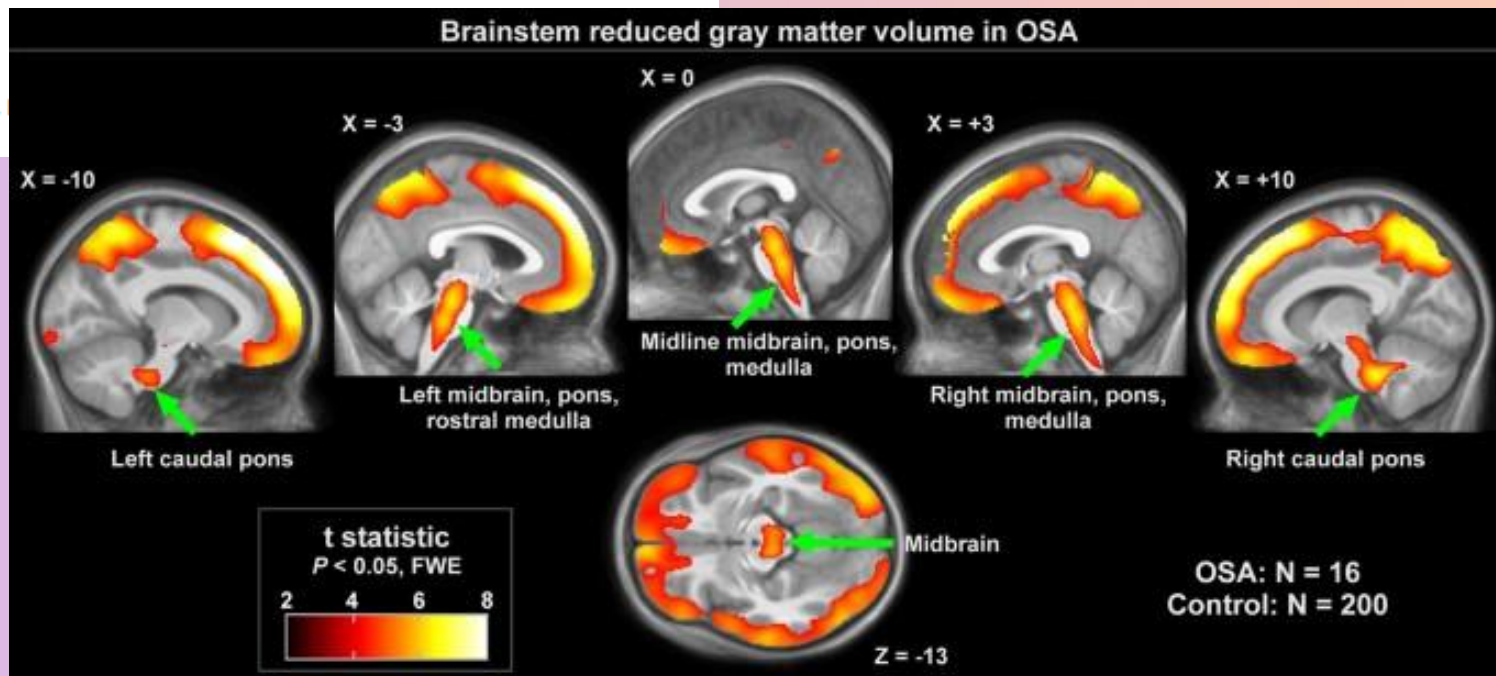 Brainstem reduced gray matter volume in OSA
X = -10
X = -3
X = 0
X = +3
X = +10
Left caudal pons
Left midbrain, pons,
rostral medulla
Midline midbrain, pons,
medulla
Right midbrain, pons,
medulla
Right caudal pons
Midbrain
Z = -13
t statistic
P < 0.05, FWE
2 4 6 8
OSA: N = 16
Control: N = 200